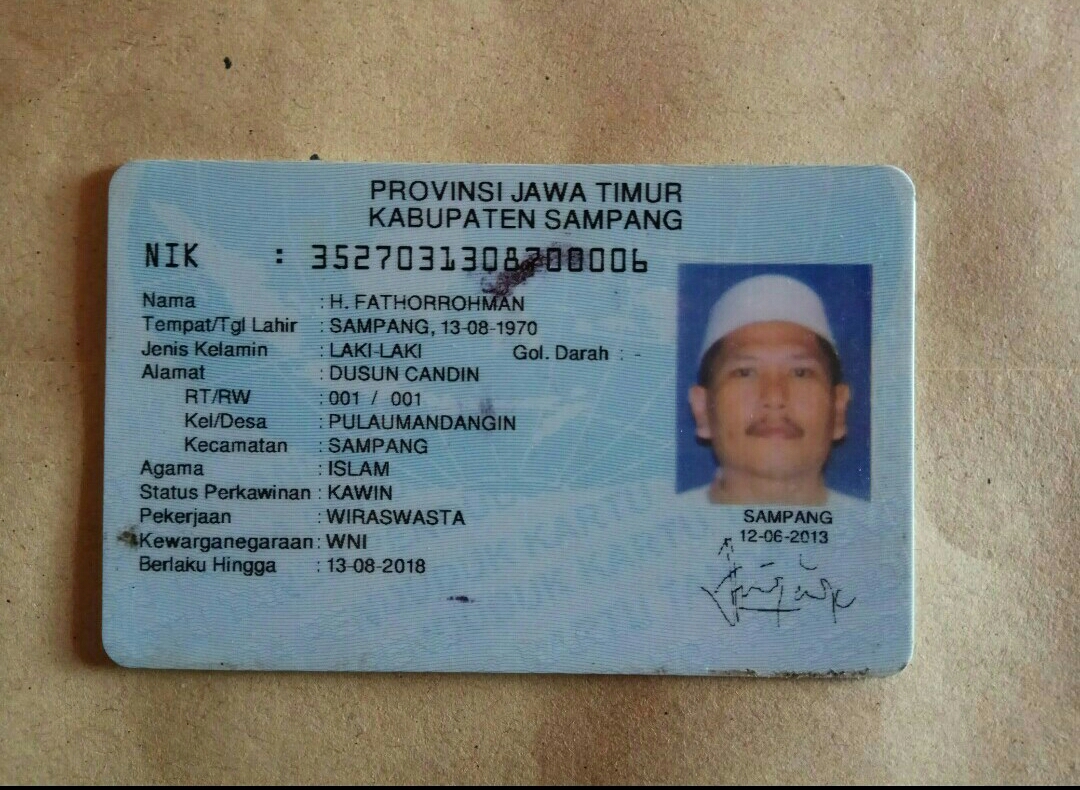 PROVINSI JAWA TIMUR
KABUPATEN SAMPANG
NIK : 3527031308700006
Nama : H. FATHORROHMAN
Tempat/Tgl Lahir : SAMPANG, 13-08-1970
Jenis Kelamin : LAKI-LAKI Gol. Darah : -
Alamat : DUSUN CANDIN
RT/RW : 001 / 001
Kel/Desa : PULAUMANDANGIN
Kecamatan : SAMPANG
Agama : ISLAM
Status Perkawinan : KAWIN
Pekerjaan : WIRASWASTA
Kewarganegaraan : WNI
Berlaku Hingga : 13-08-2018
SAMPANG
12-06-2013